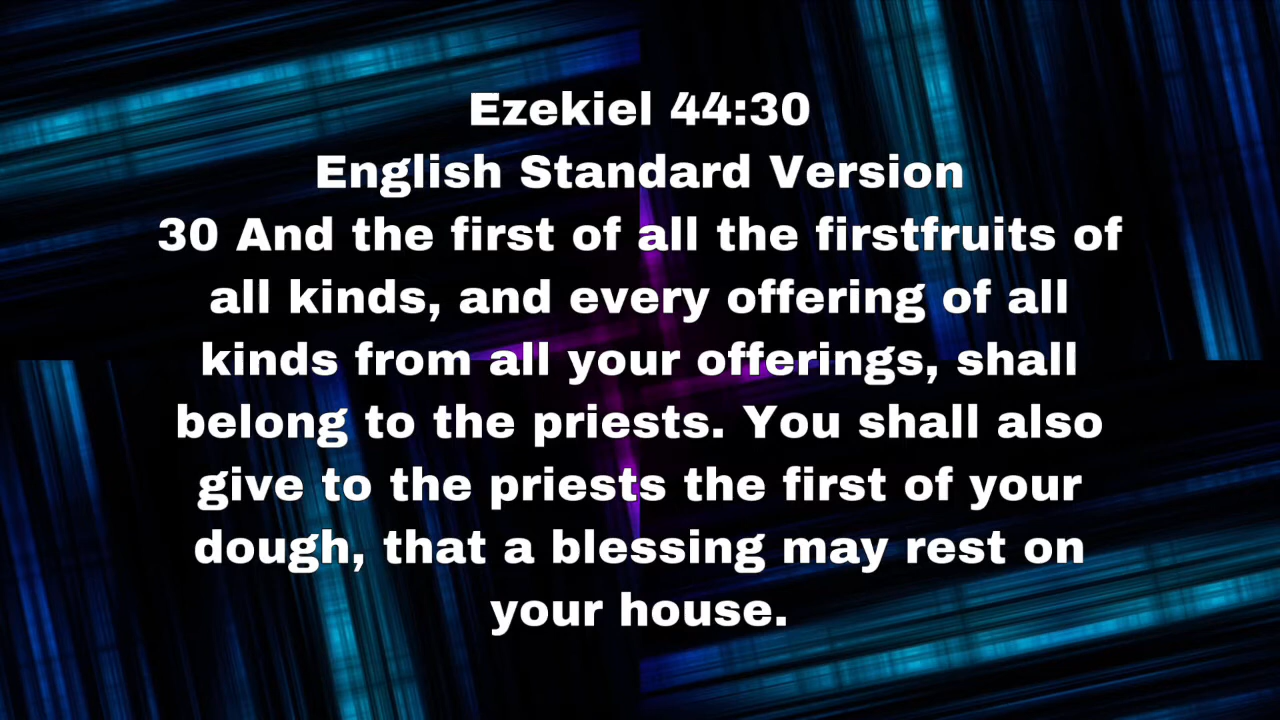 Ezekiel 44:30
English Standard Version
30 And the first of all the firstfruits of
all kinds, and every offering of all
kinds from all your offerings, shall
belong to the priests. You shall also
give to the priests the first of your
dough, that a blessing may rest on
your house.